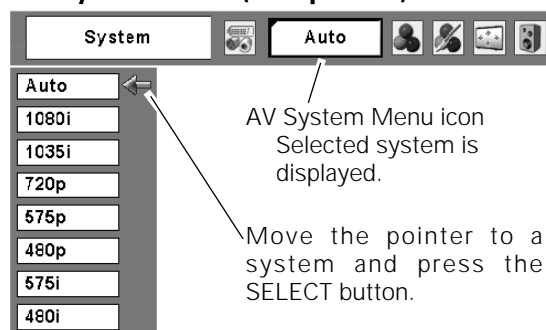 System Auto
AV System Menu icon
Selected system is
displayed.
Auto
1080i
1035i
720p
575p
480p
575i
480i
Move the pointer to a
system and press the
SELECT button.